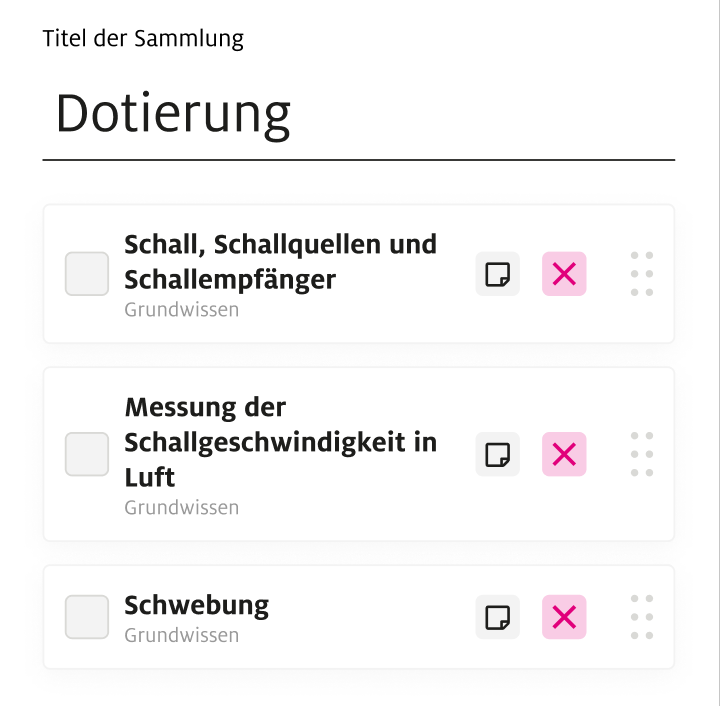 Titel der Sammlung
Dotierung
Schall, Schallquellen und
Schallempfänger
Grundwissen
Messung der
Schallgeschwindigkeit in
Luft
Grundwissen
Schwebung
Grundwissen